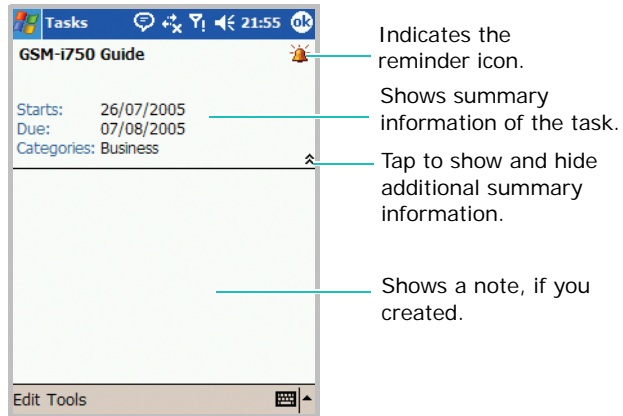 Tasks 21:55 ok
GSM-i750 Guide
Starts: 26/07/2005
Due: 07/08/2005
Categories: Business
Edit Tools
Indicates the
reminder icon.
Shows summary
information of the task.
Tap to show and hide
additional summary
information.
Shows a note, if you
created.